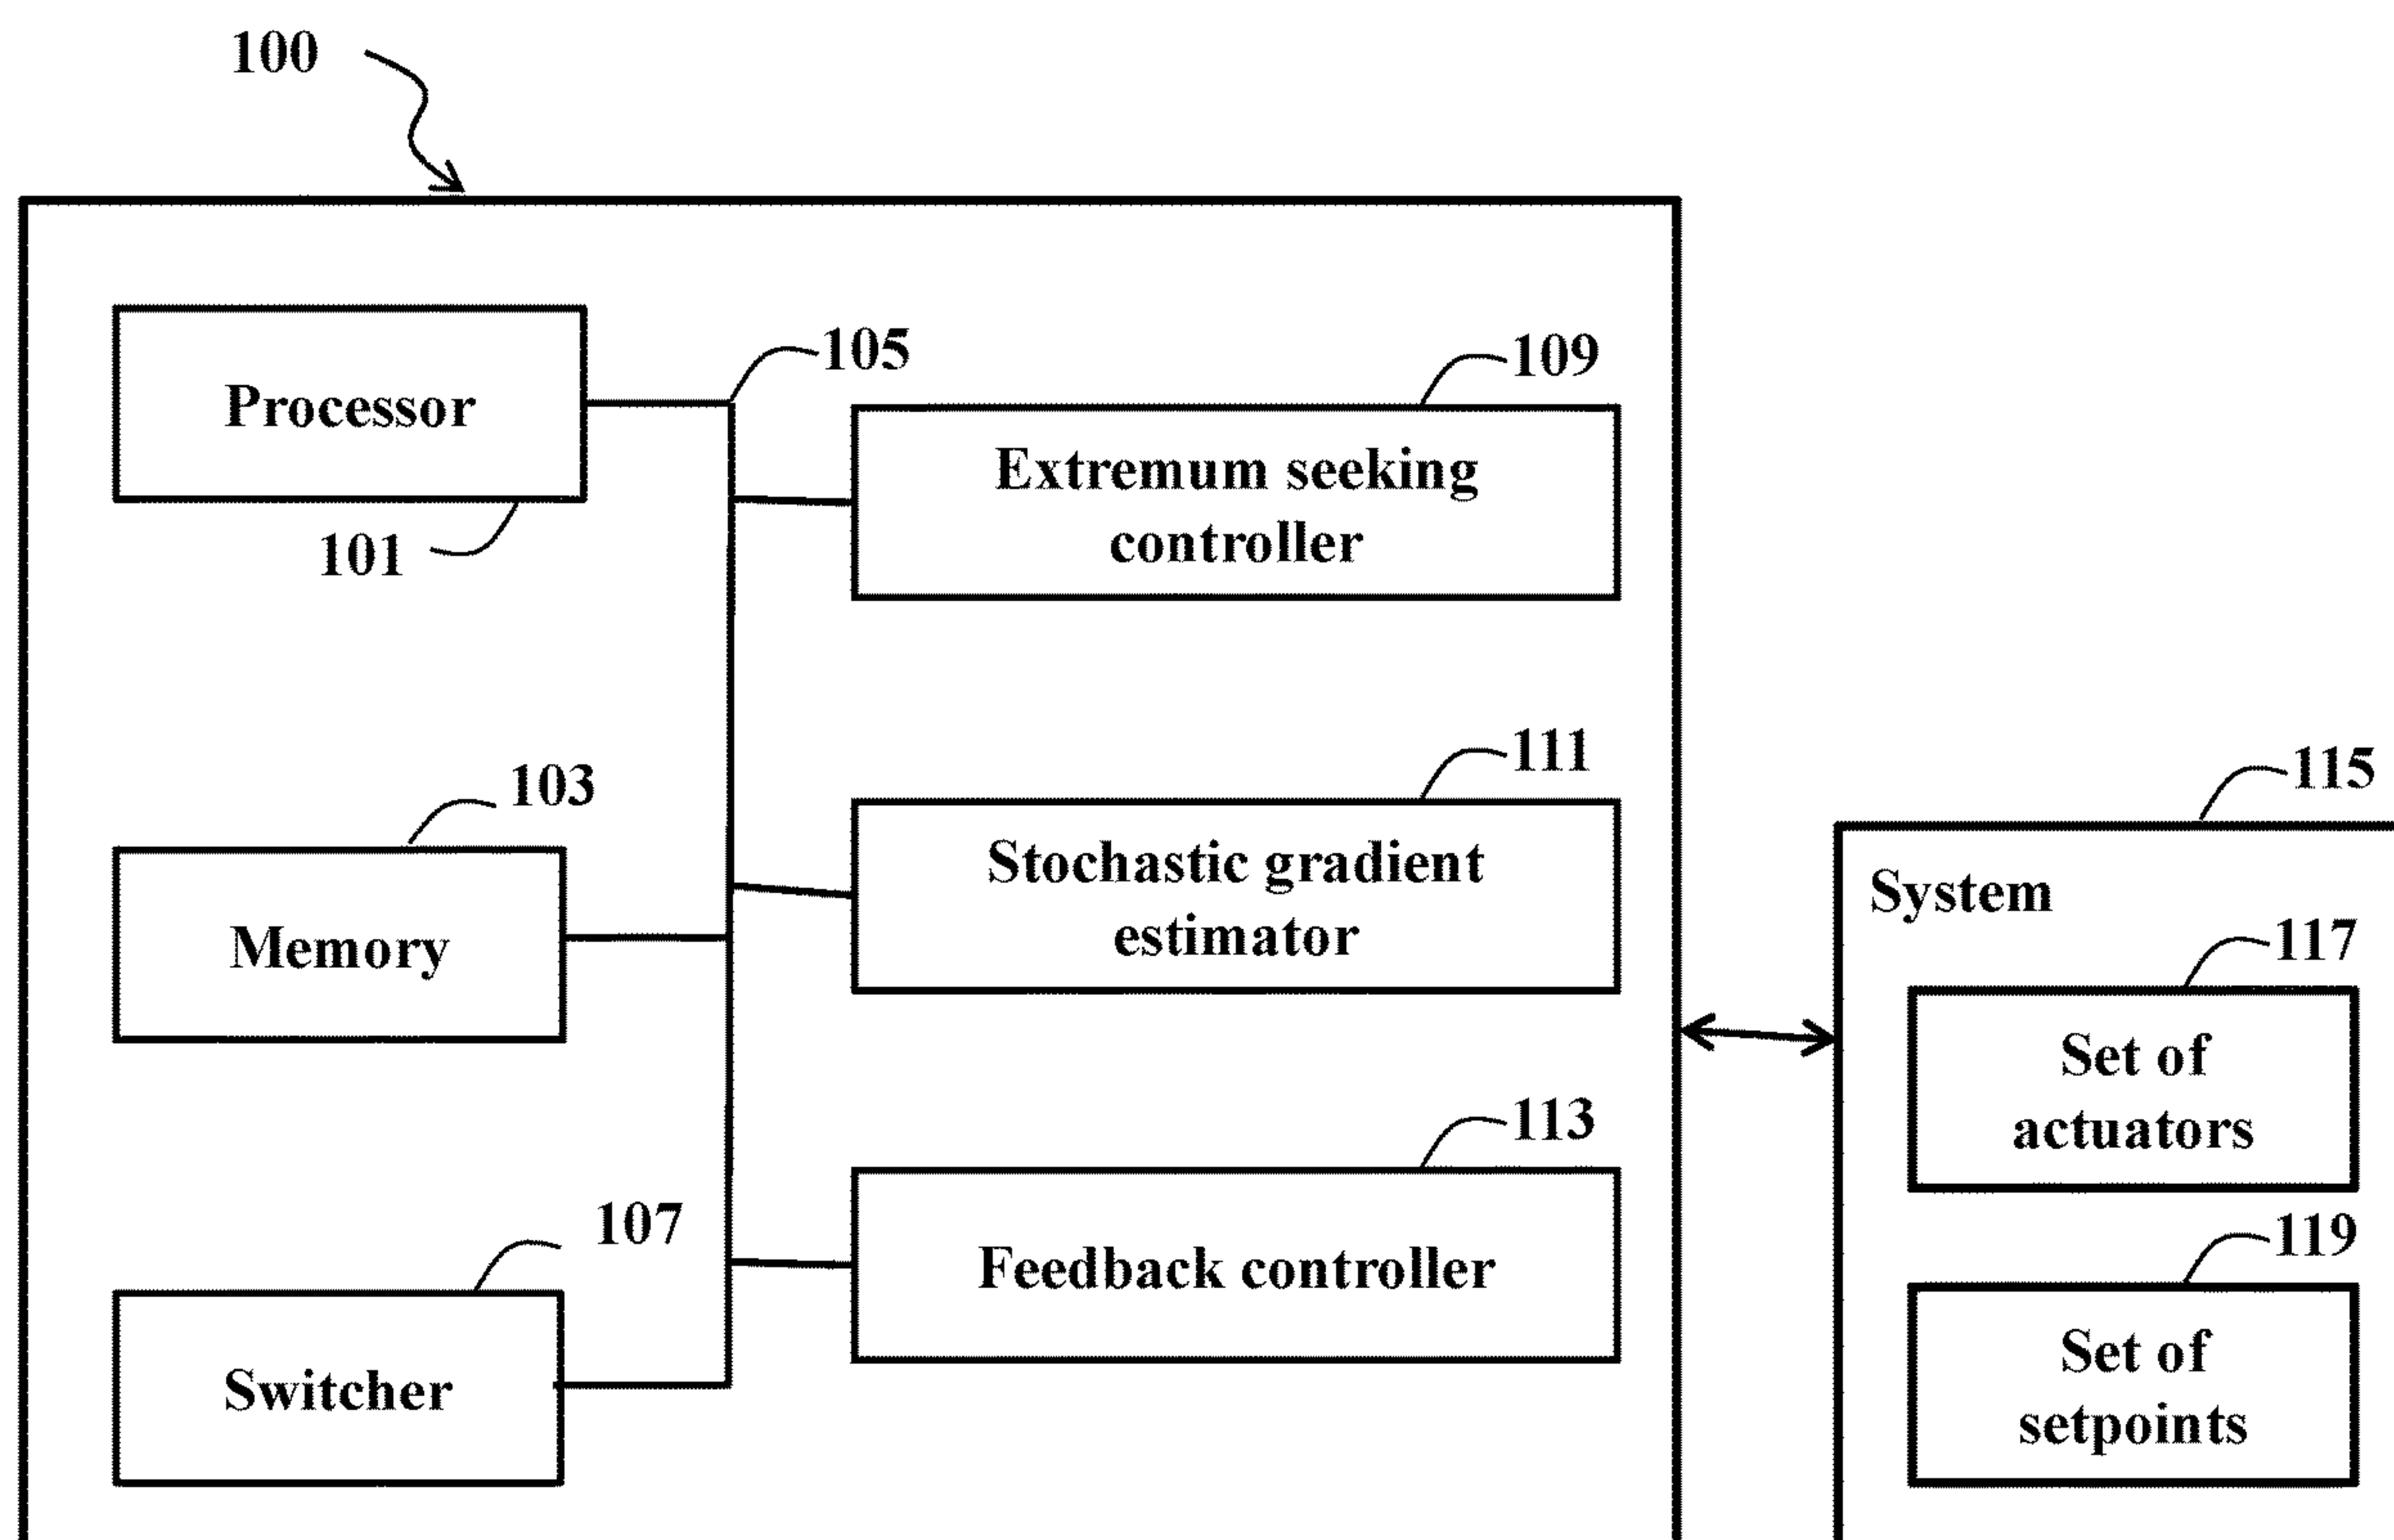 100
Processor
101
105
109
Extremum seeking
controller
103
Memory
111
Stochastic gradient
estimator
107
Switcher
113
Feedback controller
115
System
117
Set of
actuators
119
Set of
setpoints